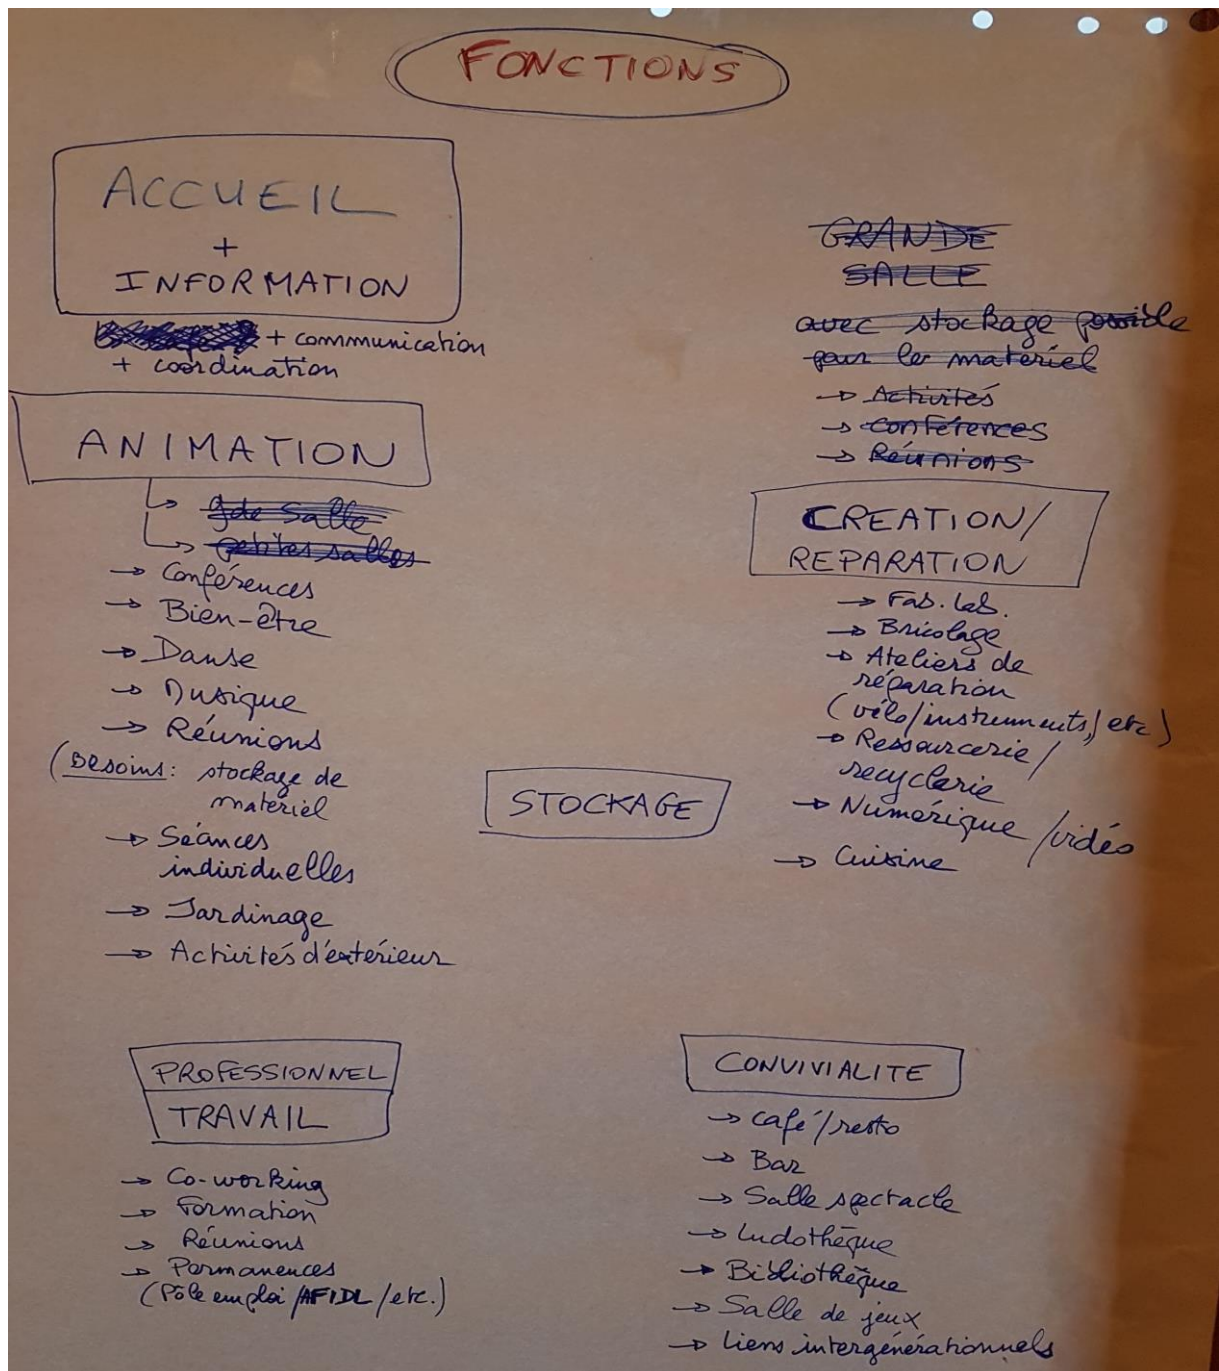 FONCTIONS
ACCUEIL
+
INFORMATION
+ communication
+ coordination
GRANDE
SALLE
avec stockage possible
pour le matériel
→ Activités
→ Conférences
→ Réunions
ANIMATION
→ gde salle
→ petites salles
→ Conférences
→ Bien-être
→ Danse
→ Musique
→ Réunions
(Besoins : stockage de
matériel
→ Séances
individuelles
→ Jardinage
→ Activités d'extérieur
CREATION/
REPARATION
→ Fab. Lab.
→ Bricolage
→ Ateliers de
réparation
(vélo/instruments/etc)
→ Ressourcerie/
recyclerie
→ Numérique/vidéo
→ Cuisine
STOCKAGE
PROFESSIONNEL
TRAVAIL
→ Co-working
→ Formation
→ Réunions
→ Permanences
(Pôle emploi/AFIDL/etc.)
CONVIVIALITE
→ Café/resto
→ Bar
→ Salle spectacle
→ Ludothèque
→ Bibliothèque
→ Salle de jeux
→ Liens intergénérationnels